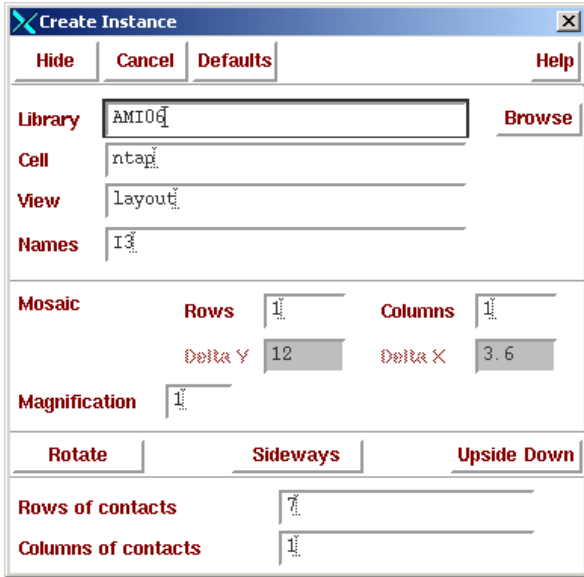 Create Instance
Hide Cancel Defaults Help
Library AMI06 Browse
Cell ntap
View layout
Names I3
Mosaic Rows 1 Columns 1
Delta Y 12 Delta X 3.6
Magnification 1
Rotate Sideways Upside Down
Rows of contacts 7
Columns of contacts 1